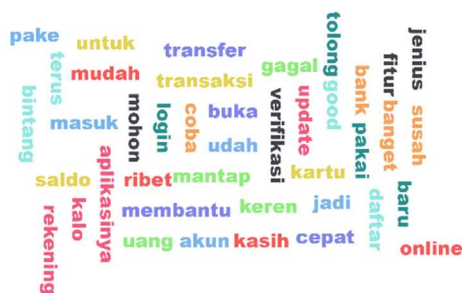 pake
untuk
transfer
tolong
jenius
terus
mudah
transaksi
gagal
good
fitur
bank
bintang
masuk
mohon
login
coba
buka
verifikasi
update
pakai
banget
susah
udah
saldo
aplikasinya
ribet
mantap
kartu
baru
rekening
kalo
membantu
keren
jadi
daftar
uang
akun
kasih
cepat
online